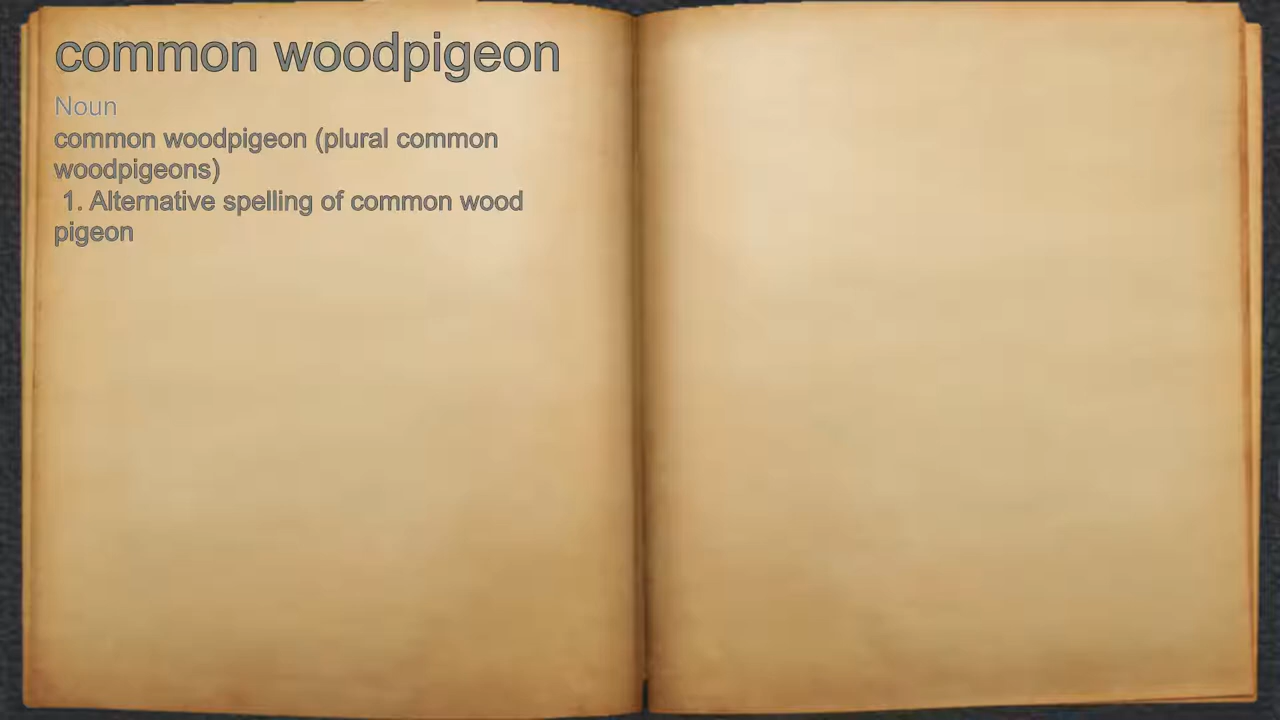 common woodpigeon
Noun
common woodpigeon (plural common
woodpigeons)
1. Alternative spelling of common wood
pigeon